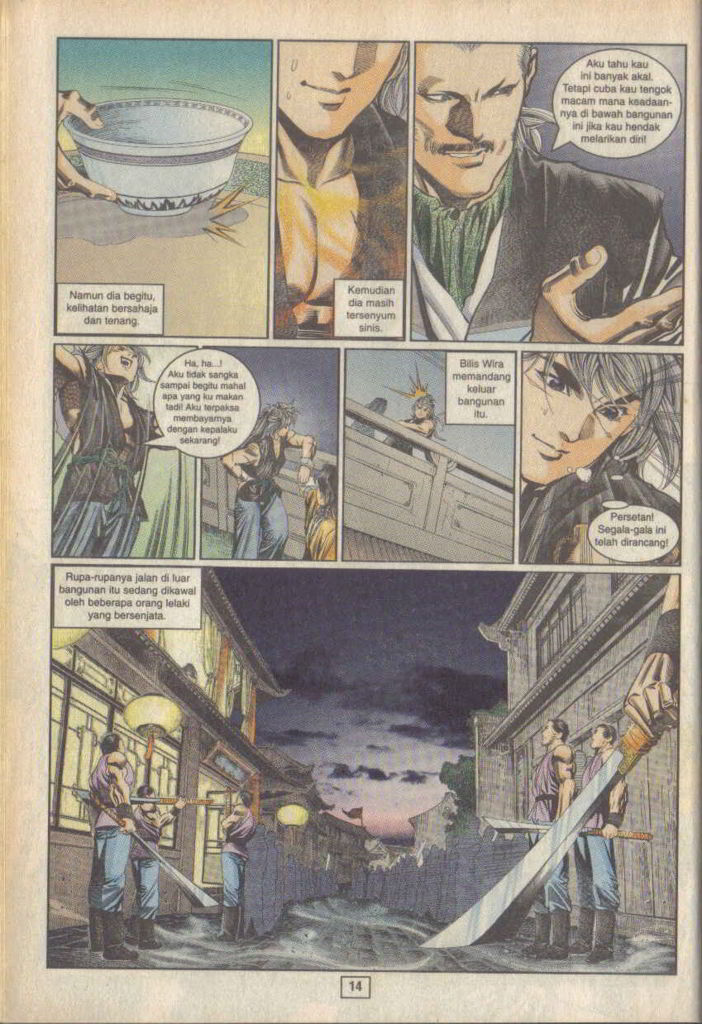 Namun dia begitu,
kelihatan bersahaja
dan tenang.
Kemudian
dia masih
tersenyum
sinis.
Aku tahu kau
ini banyak akal.
Tetapi cuba kau tengok
macam mana keadaan-
nya di bawah bangunan
ini jika kau hendak
melarikan diri!
Ha, ha...!
Aku tidak sangka
sampai begitu mahal
apa yang ku makan
tadi! Aku terpaksa
membayarnya
dengan kepalaku
sekarang!
Bilis Wira
memandang
keluar
bangunan
itu.
Persetan!
Segala-gala ini
telah dirancang!
Rupa-rupanya jalan di luar
bangunan itu sedang dikawal
oleh beberapa orang lelaki
yang bersenjata.
14